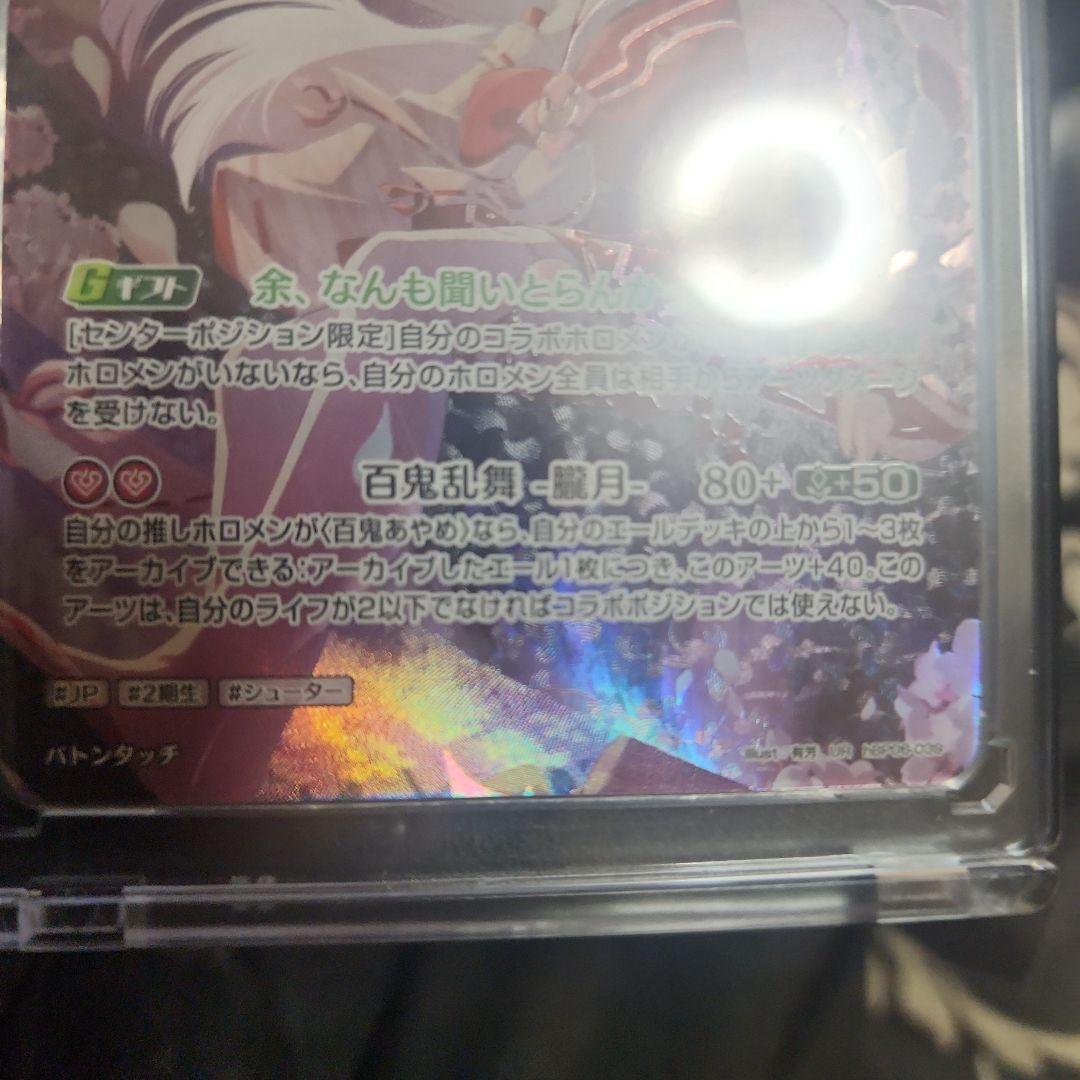 Gギフト 余、なんも聞いとらんか
[センターポジション限定]自分のコラボホロメン
ホロメンがいないなら、自分のホロメン全員は相手から
を受けない。
百鬼乱舞 -朧月- 80+ +50
自分の推しホロメンが〈百鬼あやめ〉なら、自分のエールデッキの上から1~3枚
をアーカイブできる:アーカイブしたエール1枚につき、このアーツ+40。この
アーツは、自分のライフが2以下でなければコラボポジションでは使えない。
#JP #2期生 #シューター
バトンタッチ
illust 有芳 UR hBP06-039